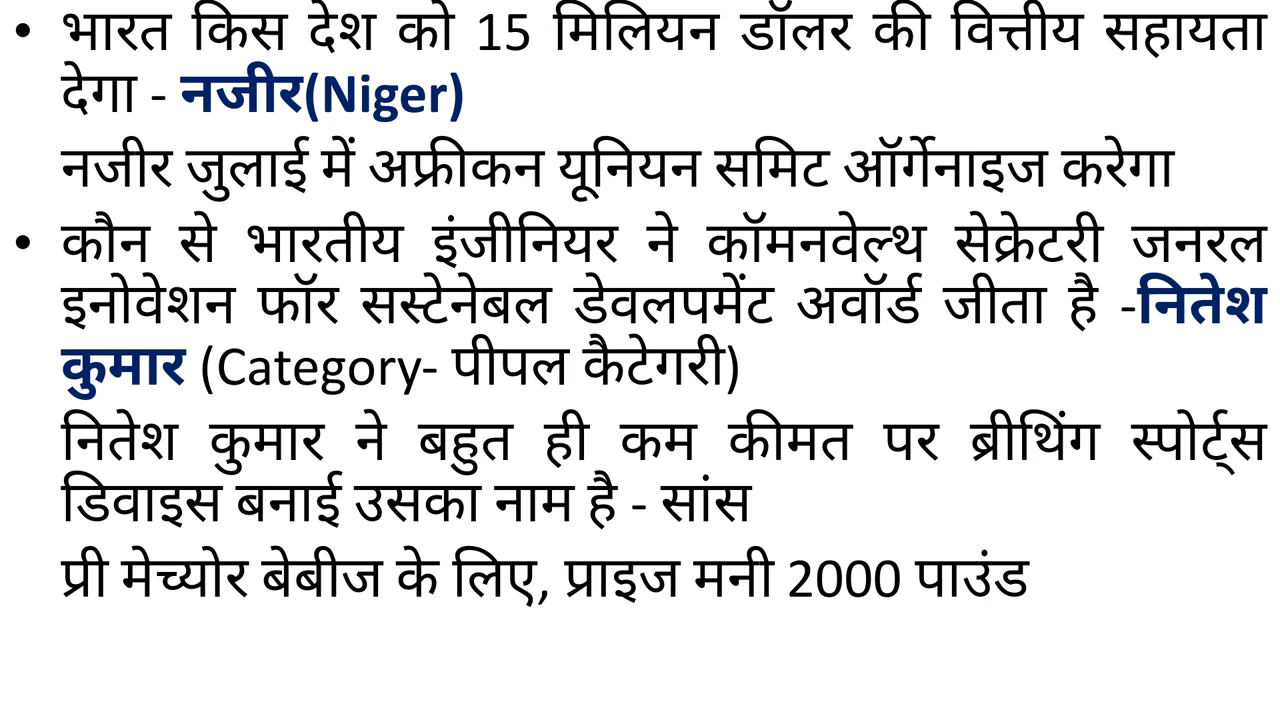 • भारत किस देश को 15 मिलियन डॉलर की वित्तीय सहायता
देगा - नजीर(Niger)
नजीर जुलाई में अफ्रीकन यूनियन समिट ऑर्गेनाइज करेगा
• कौन से भारतीय इंजीनियर ने कॉमनवेल्थ सेक्रेटरी जनरल
इनोवेशन फॉर सस्टेनेबल डेवलपमेंट अवॉर्ड जीता है -नितेश
कुमार (Category- पीपल कैटेगरी)
नितेश कुमार ने बहुत ही कम कीमत पर ब्रीथिंग स्पोर्ट्स
डिवाइस बनाई उसका नाम है - सांस
प्री मेच्योर बेबीज के लिए, प्राइज मनी 2000 पाउंड